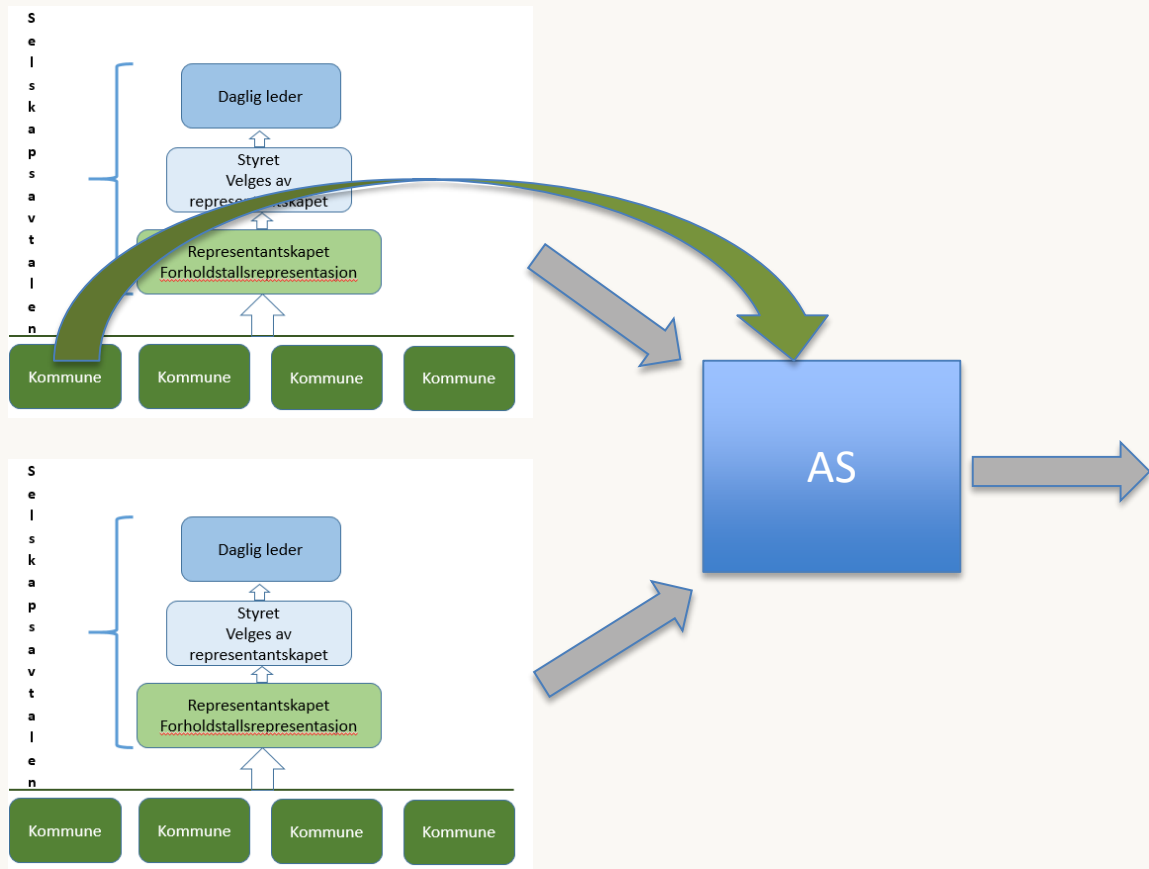 Selskapsavtalen
Daglig leder
Styret
Velges av
representantskapet
Representantskapet
Forholdstallsrepresentasjon
Kommune
Kommune
Kommune
Kommune
AS
Selskapsavtalen
Daglig leder
Styret
Velges av
representantskapet
Representantskapet
Forholdstallsrepresentasjon
Kommune
Kommune
Kommune
Kommune